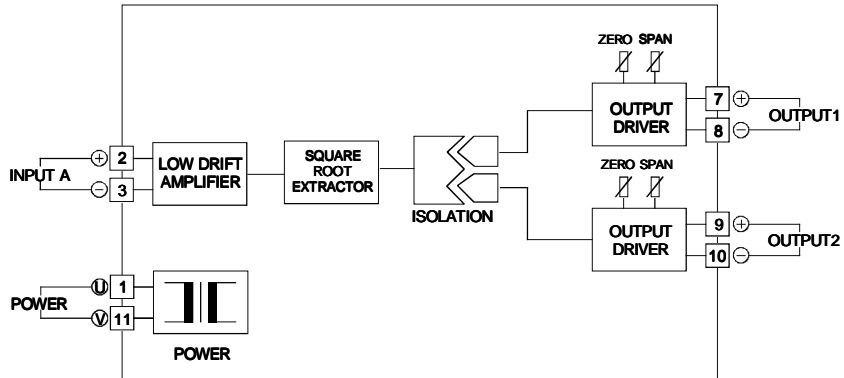 ZERO SPAN
7 +
OUTPUT
DRIVER
OUTPUT1
8 −
+ 2
LOW DRIFT
AMPLIFIER
SQUARE
ROOT
EXTRACTOR
INPUT A
− 3
ISOLATION
ZERO SPAN
9 +
OUTPUT
DRIVER
OUTPUT2
10 −
U 1
POWER
V 11
POWER